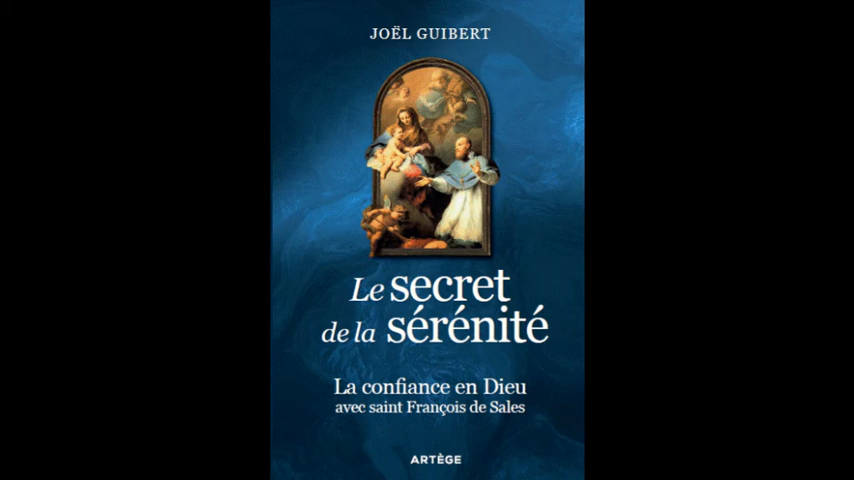 JOËL GUIBERT
Le secret
de la sérénité
La confiance en Dieu
avec saint François de Sales
ARTÈGE